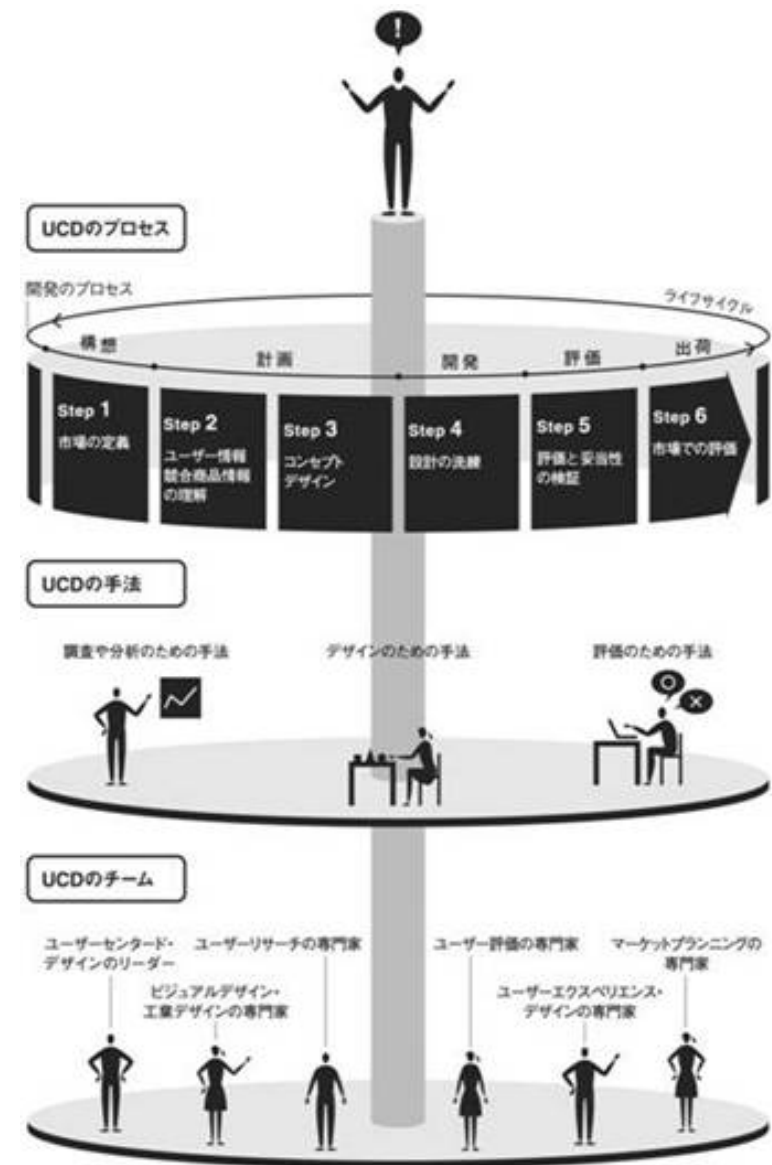 !
UCDのプロセス
開発のプロセス
ライフサイクル
構想
計画
開発
評価
出荷
Step 1
市場の定義
Step 2
ユーザー情報
競合商品情報
の理解
Step 3
コンセプト
デザイン
Step 4
設計の洗練
Step 5
評価と妥当性
の検証
Step 6
市場での評価
UCDの手法
調査や分析のための手法
デザインのための手法
評価のための手法
UCDのチーム
ユーザーセンタード・
デザインのリーダー
ユーザーリサーチの専門家
ユーザー評価の専門家
マーケットプランニングの
専門家
ビジュアルデザイン・
工業デザインの専門家
ユーザーエクスペリエンス・
デザインの専門家